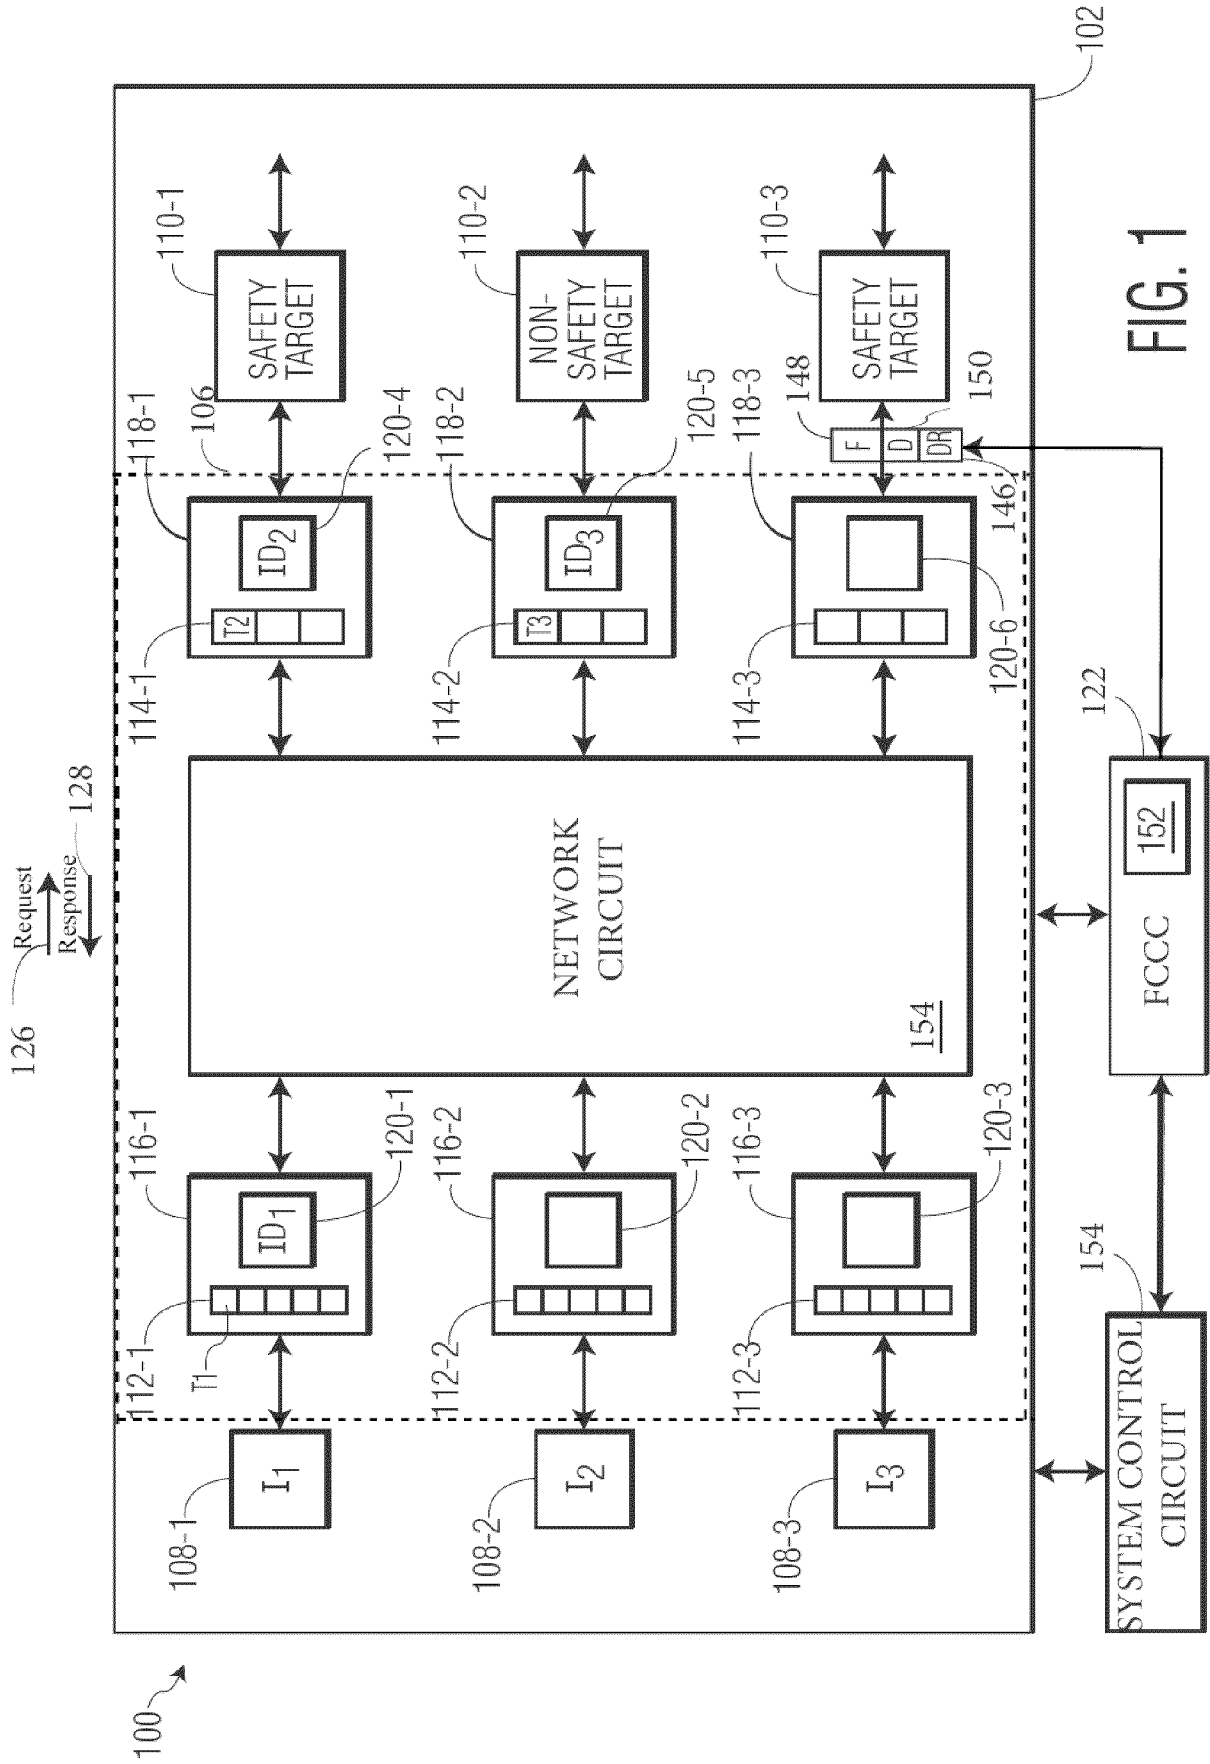 100
126
Request
Response
128
102
108-1
I1
112-1
T1
116-1
ID1
120-1
114-1
T2
118-1
106
ID2
120-4
110-1
SAFETY
TARGET
108-2
I2
112-2
116-2
120-2
NETWORK
CIRCUIT
154
114-2
T3
118-2
ID3
120-5
110-2
NON-
SAFETY
TARGET
108-3
I3
112-3
116-3
120-3
114-3
118-3
120-6
146
148
F
D
DR
150
110-3
SAFETY
TARGET
154
SYSTEM CONTROL
CIRCUIT
FCCC
152
122
FIG. 1